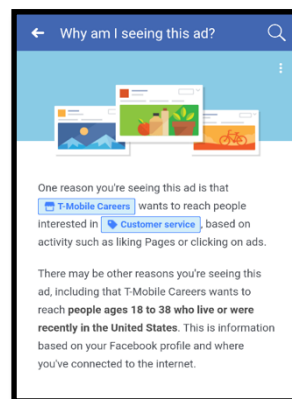 Why am I seeing this ad?
One reason you're seeing this ad is that
T-Mobile Careers wants to reach people
interested in Customer service, based on
activity such as liking Pages or clicking on ads.
There may be other reasons you're seeing this
ad, including that T-Mobile Careers wants to
reach people ages 18 to 38 who live or were
recently in the United States. This is information
based on your Facebook profile and where
you've connected to the internet.